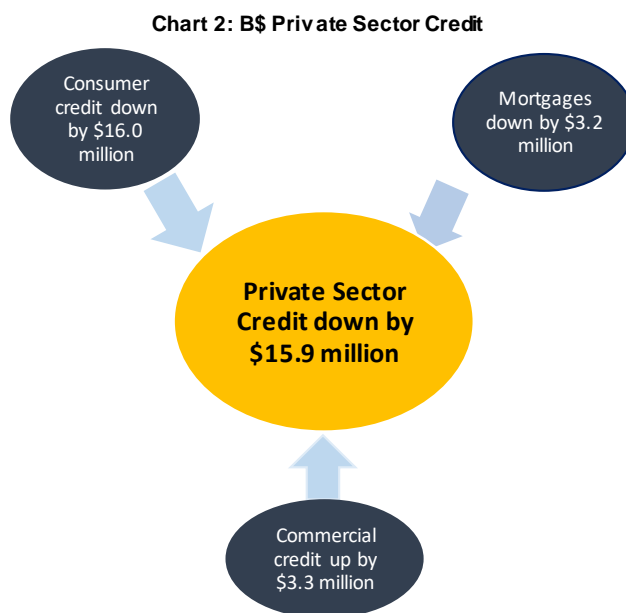 Chart 2: B$ Private Sector Credit
Consumer
credit down
by $16.0
million
Mortgages
down by $3.2
million
Private Sector
Credit down by
$15.9 million
Commercial
credit up by
$3.3 million